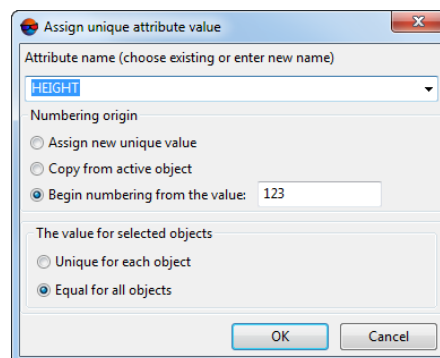 Assign unique attribute value
Attribute name (choose existing or enter new name)
HEIGHT
Numbering origin
Assign new unique value
Copy from active object
Begin numbering from the value: 123
The value for selected objects
Unique for each object
Equal for all objects
OK Cancel